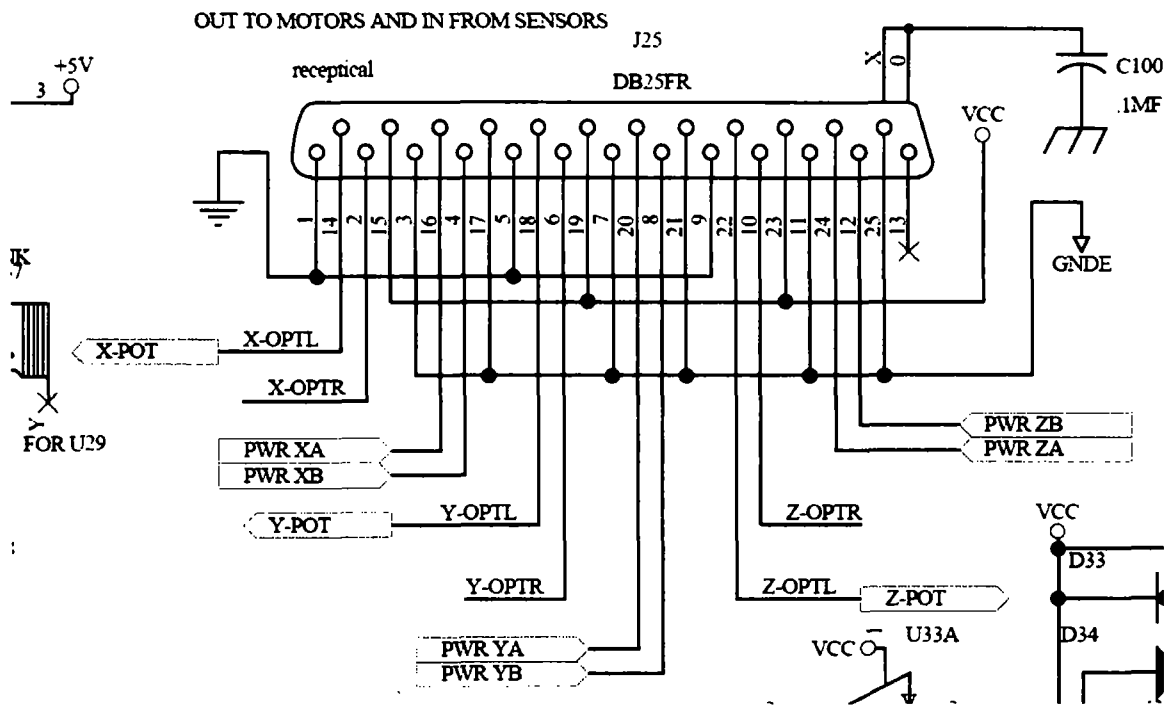 OUT TO MOTORS AND IN FROM SENSORS
J25
receptical
DB25FR
+5V
3
X
0
C100
.1MF
VCC
1
14
2
15
3
16
4
17
5
18
6
19
7
20
8
21
9
22
10
23
11
24
12
25
13
GNDE
X-POT
X-OPTL
X-OPTR
Y
FOR U29
PWR XA
PWR XB
PWR ZB
PWR ZA
Y-POT
Y-OPTL
Z-OPTR
VCC
D33
Y-OPTR
Z-OPTL
Z-POT
U33A
D34
VCC
PWR YA
PWR YB